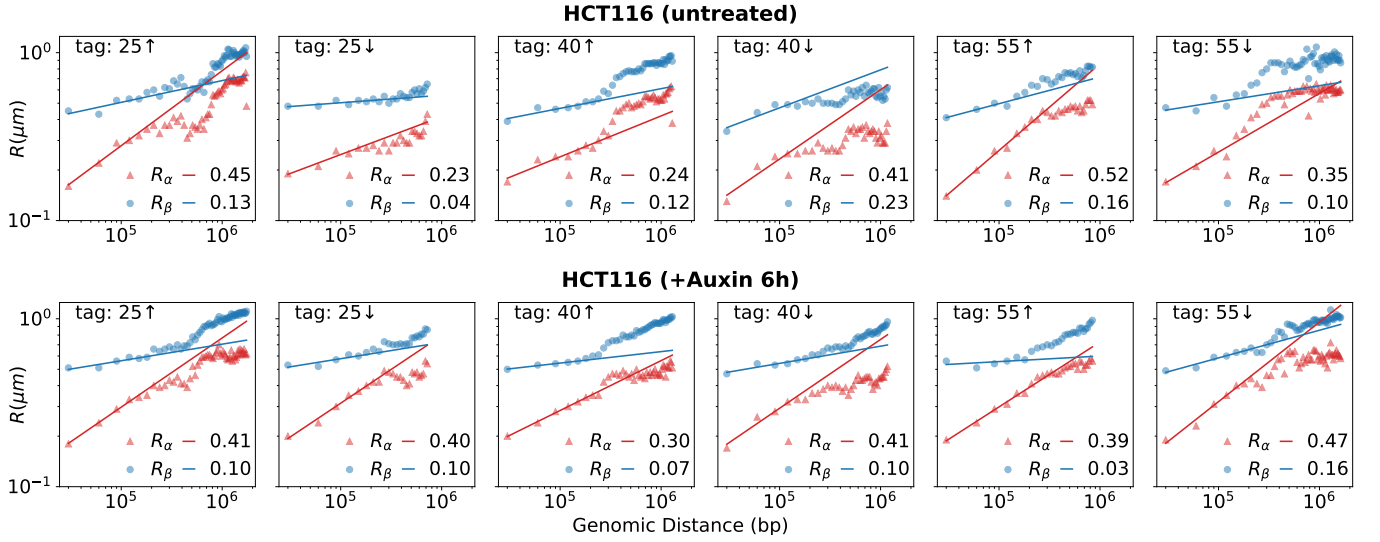 HCT116 (untreated)
tag: 25↑
tag: 25↓
tag: 40↑
tag: 40↓
tag: 55↑
tag: 55↓
10⁰
R(μm)
10⁻¹
Rα — 0.45
Rβ — 0.13
Rα — 0.23
Rβ — 0.04
Rα — 0.24
Rβ — 0.12
Rα — 0.41
Rβ — 0.23
Rα — 0.52
Rβ — 0.16
Rα — 0.35
Rβ — 0.10
10⁵ 10⁶ 10⁵ 10⁶ 10⁵ 10⁶ 10⁵ 10⁶ 10⁵ 10⁶ 10⁵ 10⁶
HCT116 (+Auxin 6h)
tag: 25↑
tag: 25↓
tag: 40↑
tag: 40↓
tag: 55↑
tag: 55↓
10⁰
R(μm)
10⁻¹
Rα — 0.41
Rβ — 0.10
Rα — 0.40
Rβ — 0.10
Rα — 0.30
Rβ — 0.07
Rα — 0.41
Rβ — 0.10
Rα — 0.39
Rβ — 0.03
Rα — 0.47
Rβ — 0.16
10⁵ 10⁶ 10⁵ 10⁶ 10⁵ 10⁶ 10⁵ 10⁶ 10⁵ 10⁶ 10⁵ 10⁶
Genomic Distance (bp)